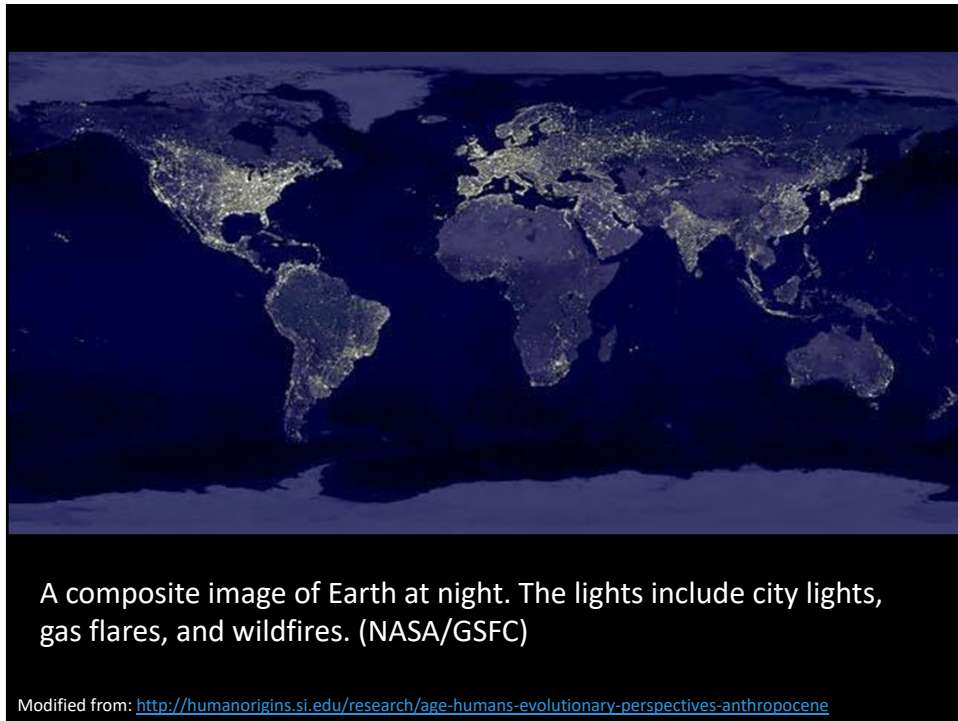 A composite image of Earth at night. The lights include city lights,
gas flares, and wildfires. (NASA/GSFC)
Modified from: http://humanorigins.si.edu/research/age-humans-evolutionary-perspectives-anthropocene